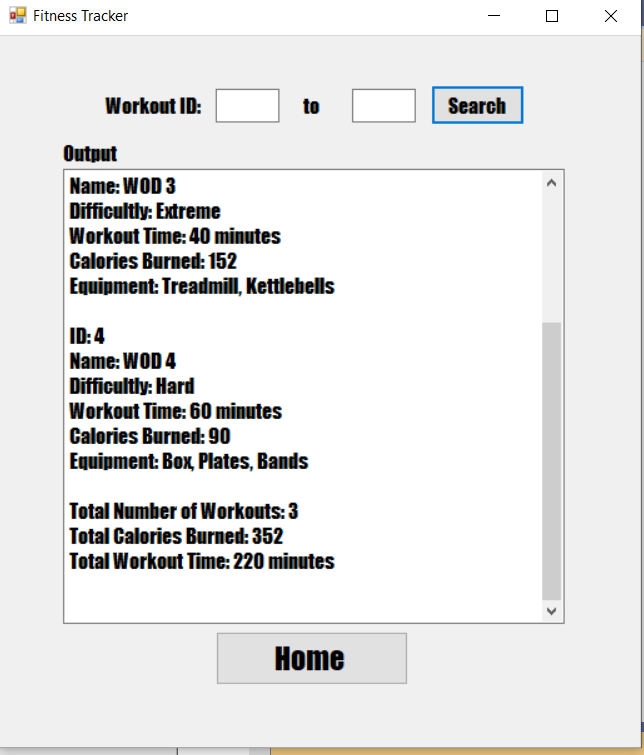 Fitness Tracker
Workout ID: to Search
Output
Name: WOD 3
Difficultly: Extreme
Workout Time: 40 minutes
Calories Burned: 152
Equipment: Treadmill, Kettlebells
ID: 4
Name: WOD 4
Difficultly: Hard
Workout Time: 60 minutes
Calories Burned: 90
Equipment: Box, Plates, Bands
Total Number of Workouts: 3
Total Calories Burned: 352
Total Workout Time: 220 minutes
Home